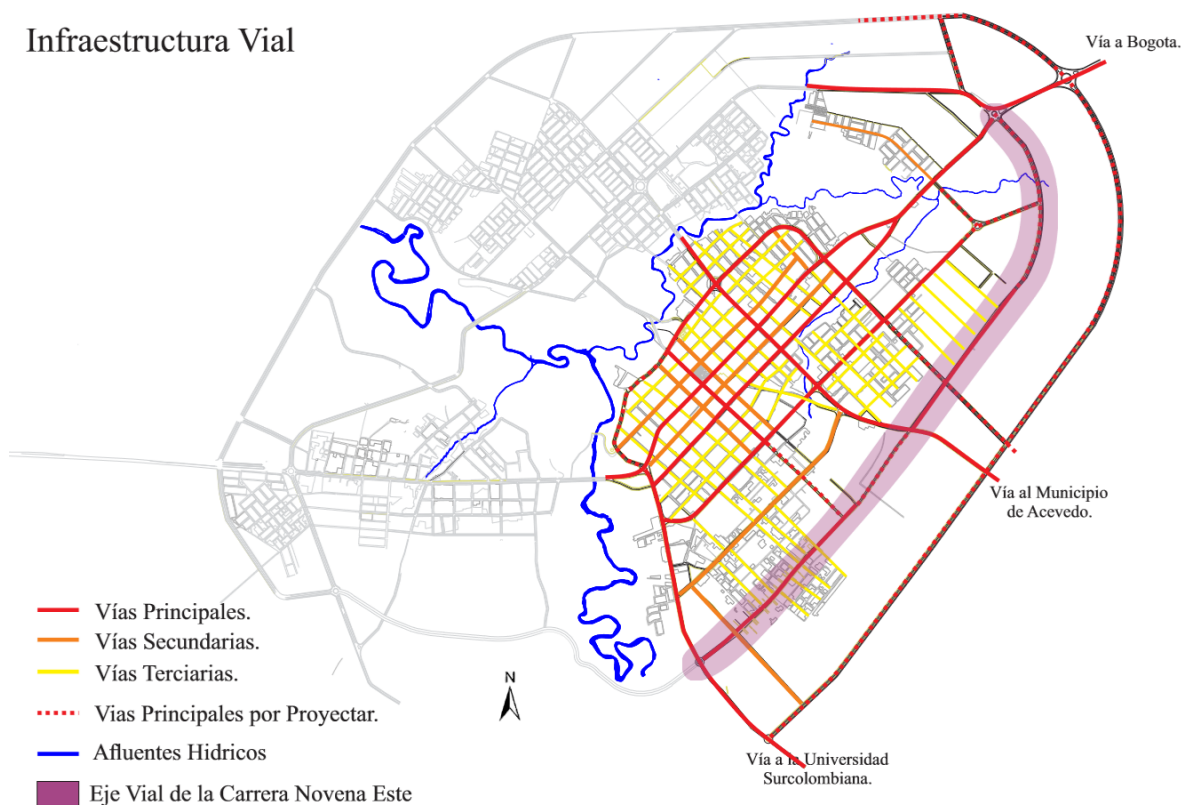 Infraestructura Vial
Vía a Bogota.
Vía al Municipio
de Acevedo.
Vías Principales.
Vías Secundarias.
Vías Terciarias.
Vias Principales por Proyectar.
Afluentes Hidricos
Eje Vial de la Carrera Novena Este
N
Vía a la Universidad
Surcolombiana.